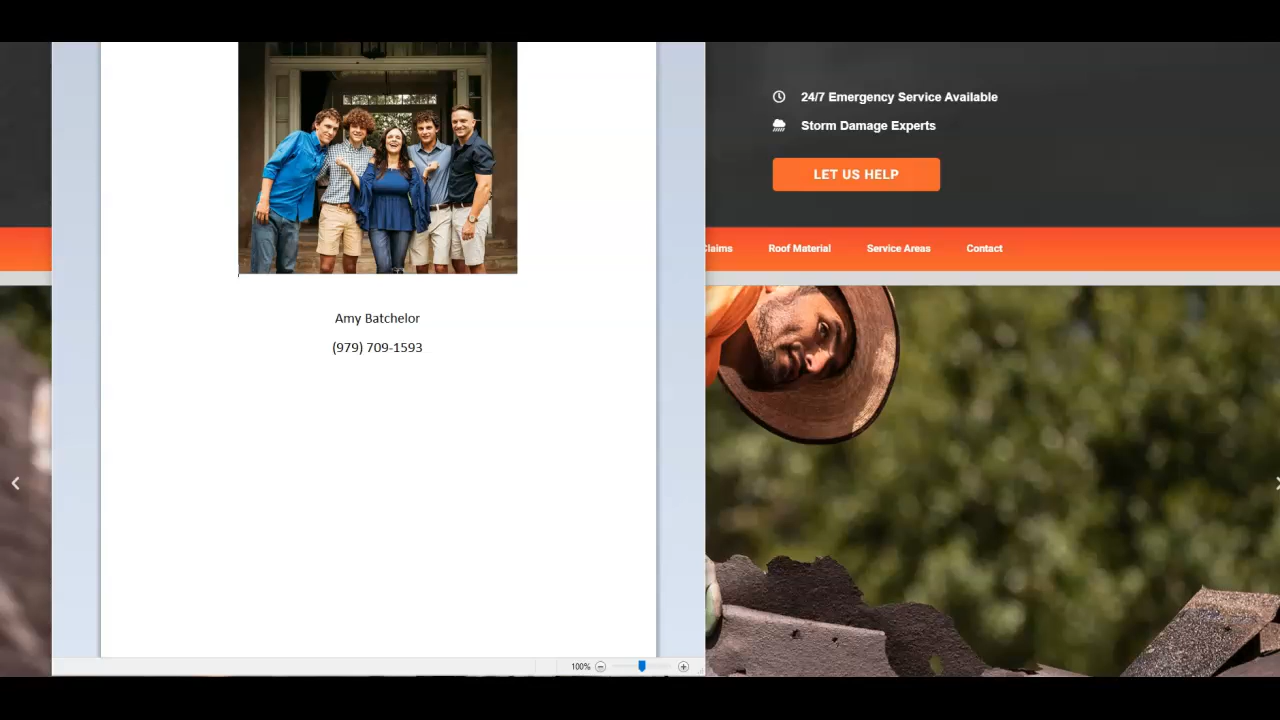 24/7 Emergency Service Available
Storm Damage Experts
LET US HELP
Claims Roof Material Service Areas Contact
Amy Batchelor
(979) 709-1593
100%